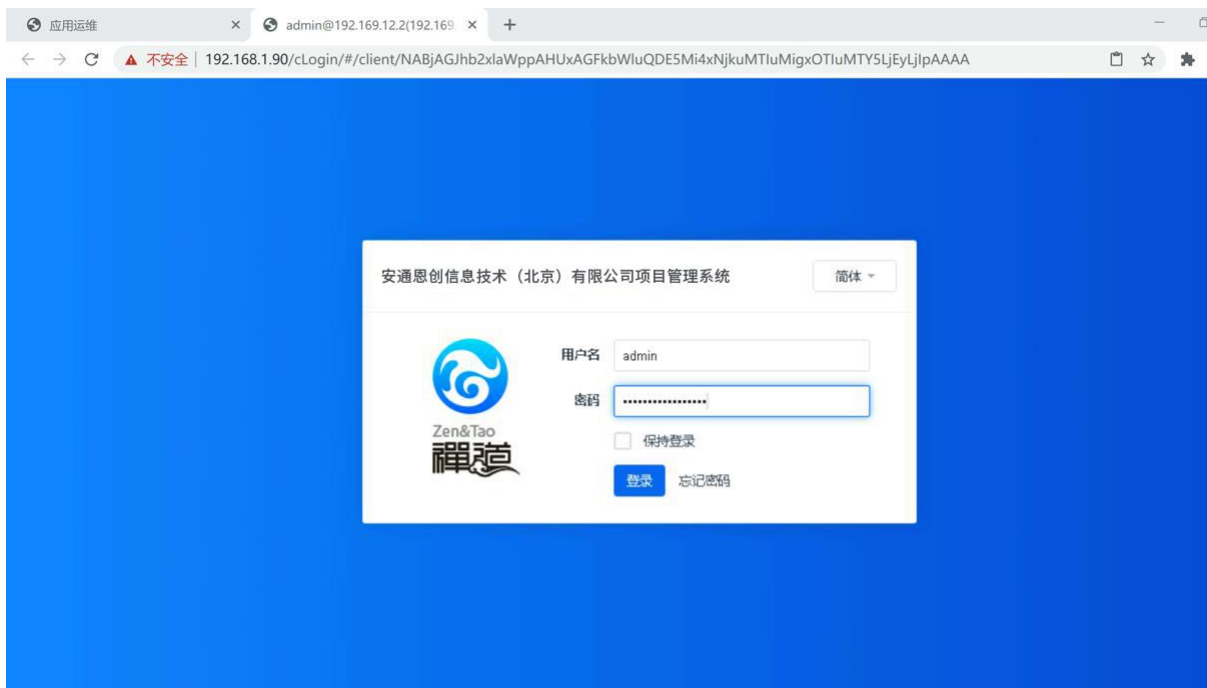 应用运维
admin@192.169.12.2(192.169.
不安全
192.168.1.90/cLogin/#/client/NABjAGJhb2xlaWppAHUxAGFkbWluQDE5Mi4xNjkuMTIuMigxOTIuMTY5LjEyLjIpAAAA
安通恩创信息技术（北京）有限公司项目管理系统
简体
用户名 admin
密码 •••••••••••••••••
Zen&Tao
禪道
保持登录
登录 忘记密码